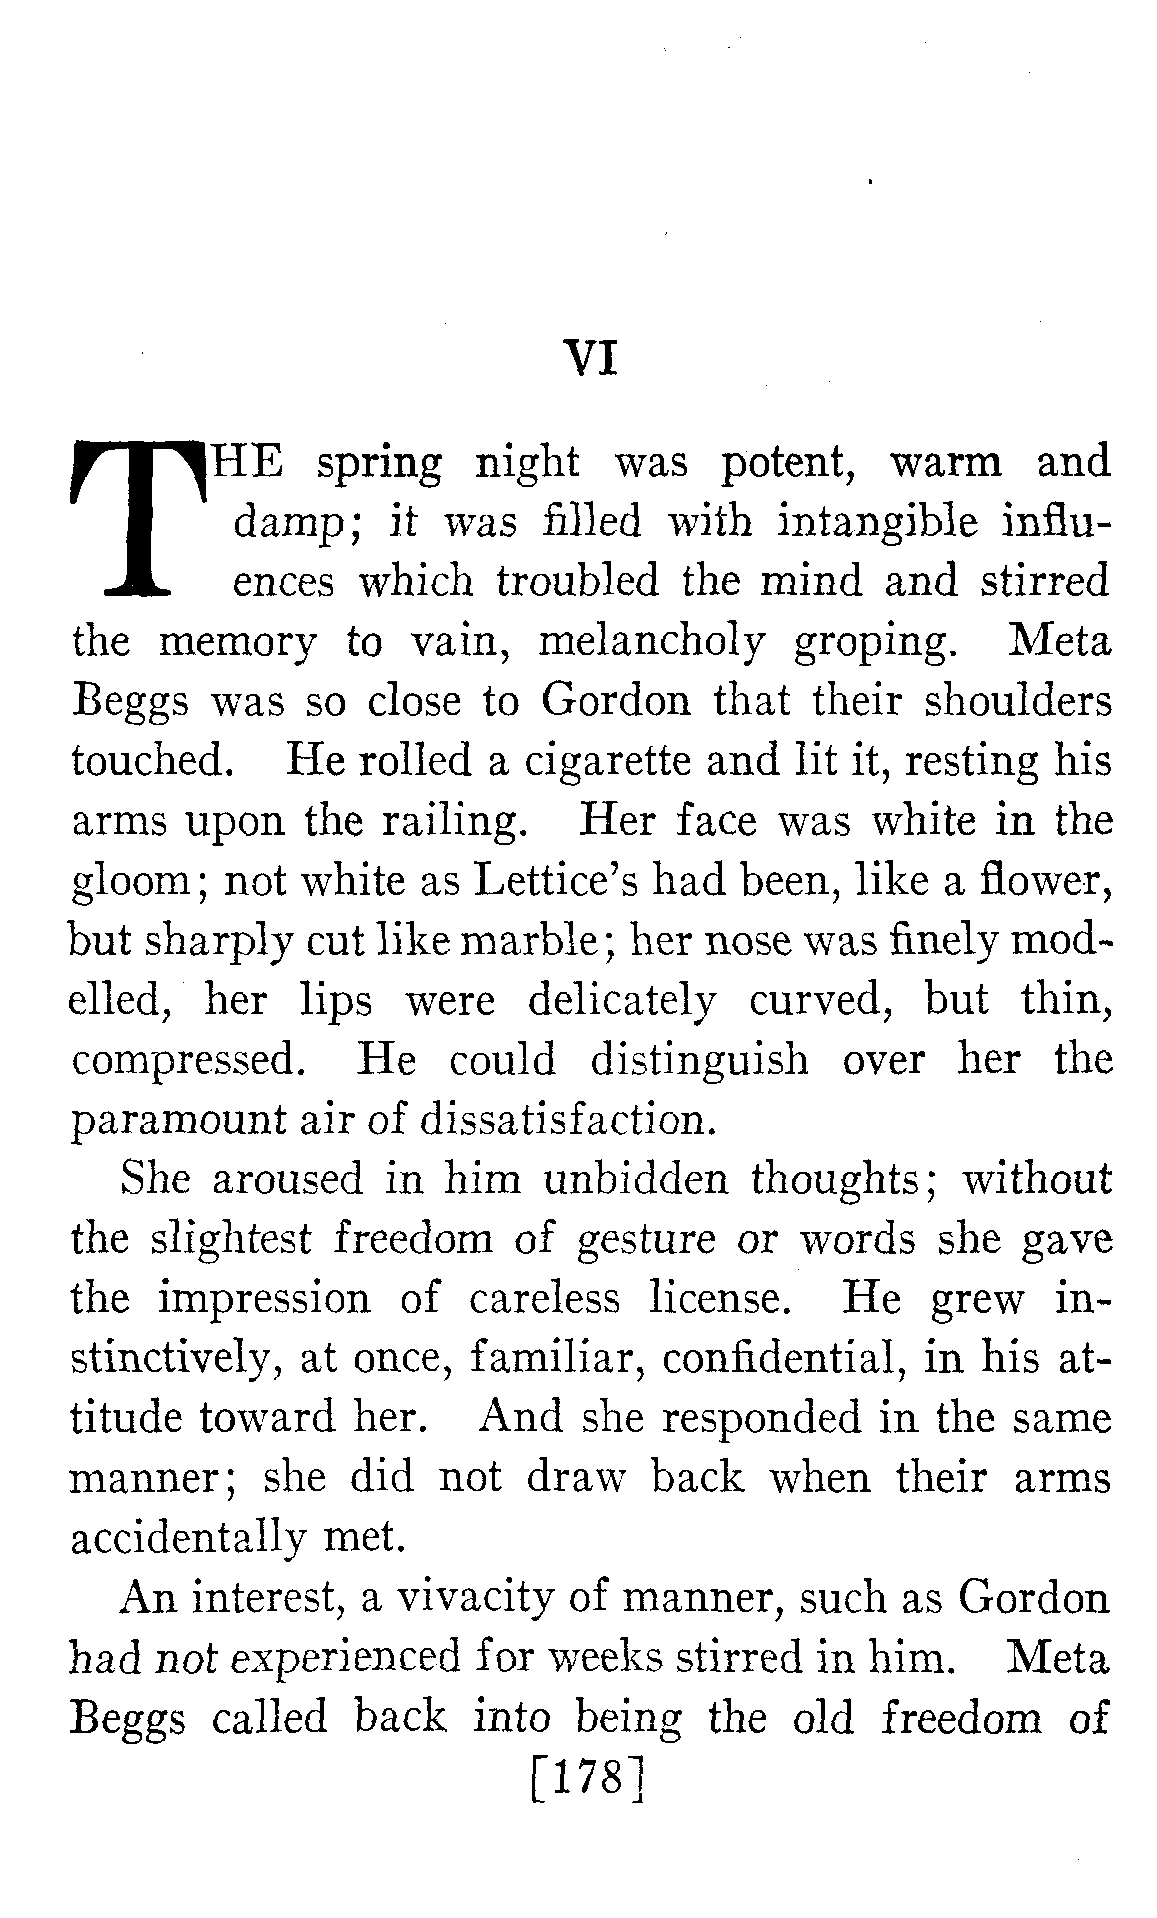 VI
THE spring night was potent, warm and
damp; it was filled with intangible influ-
ences which troubled the mind and stirred
the memory to vain, melancholy groping. Meta
Beggs was so close to Gordon that their shoulders
touched. He rolled a cigarette and lit it, resting his
arms upon the railing. Her face was white in the
gloom; not white as Lettice's had been, like a flower,
but sharply cut like marble; her nose was finely mod-
elled, her lips were delicately curved, but thin,
compressed. He could distinguish over her the
paramount air of dissatisfaction.
She aroused in him unbidden thoughts; without
the slightest freedom of gesture or words she gave
the impression of careless license. He grew in-
stinctively, at once, familiar, confidential, in his at-
titude toward her. And she responded in the same
manner; she did not draw back when their arms
accidentally met.
An interest, a vivacity of manner, such as Gordon
had not experienced for weeks stirred in him. Meta
Beggs called back into being the old freedom of
[178]